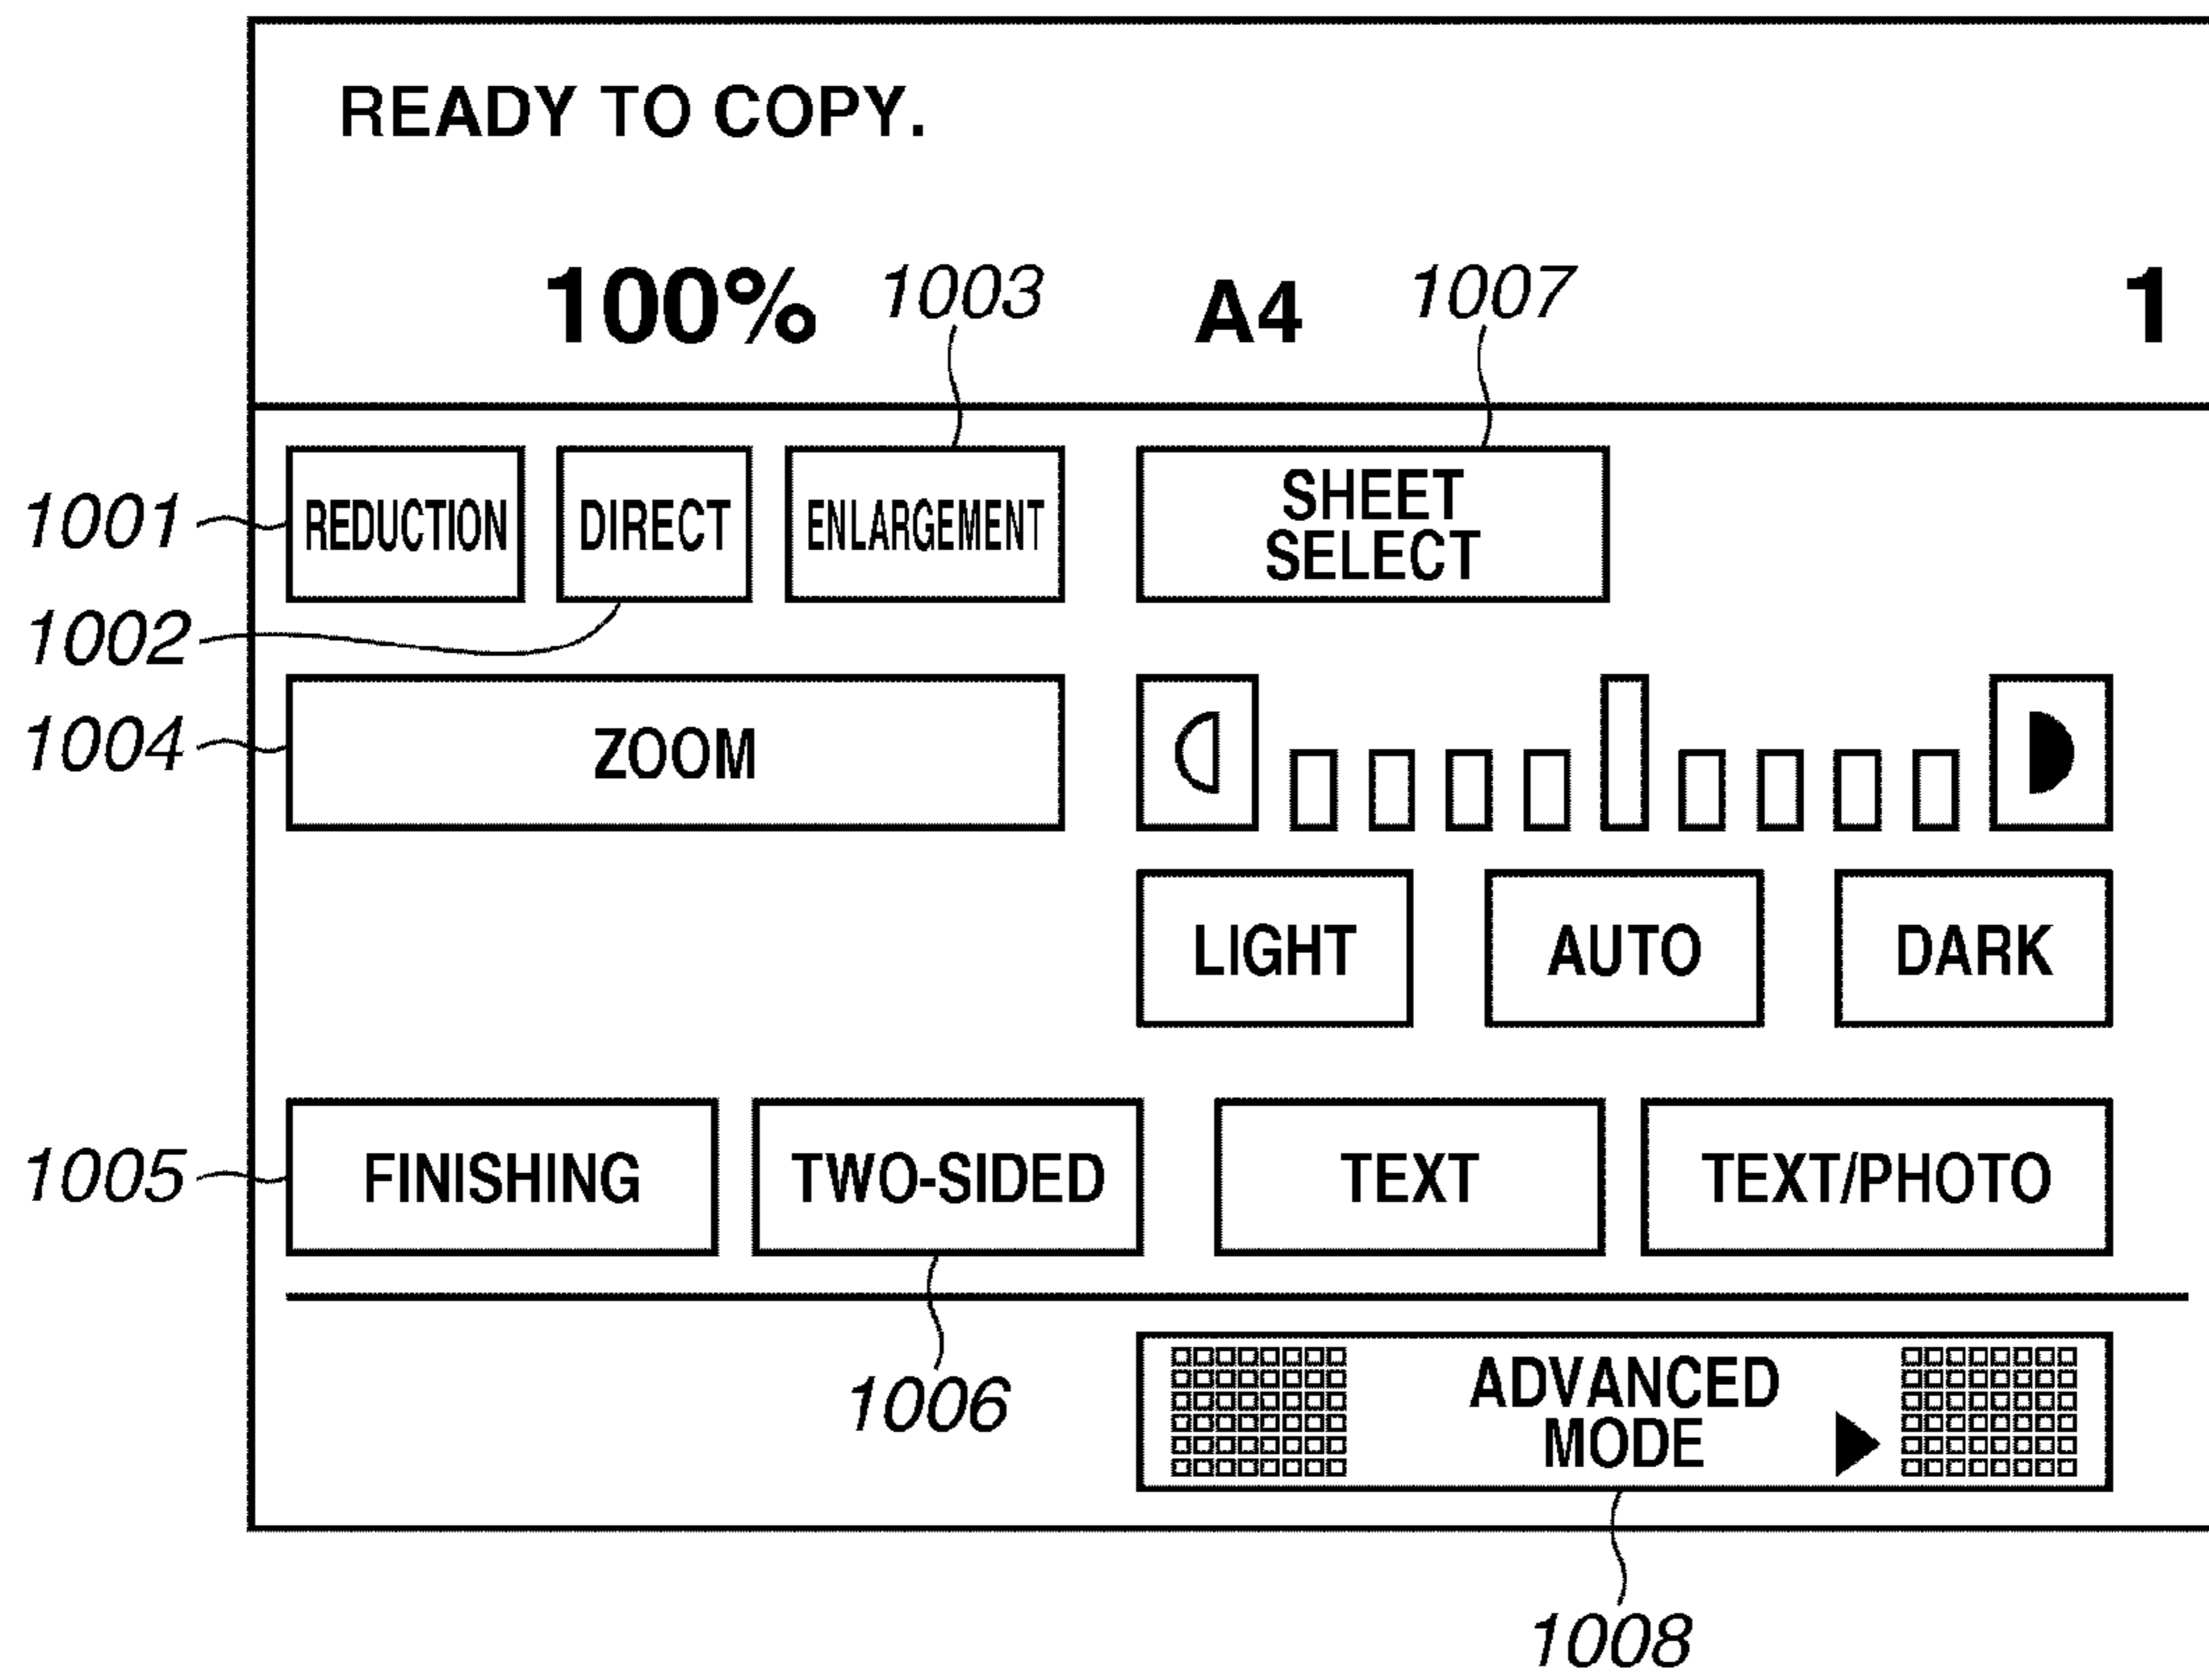 READY TO COPY.
100% 1003 A4 1007 1
1001 REDUCTION DIRECT ENLARGEMENT SHEET
SELECT
1002
1004 ZOOM
LIGHT AUTO DARK
1005 FINISHING TWO-SIDED TEXT TEXT/PHOTO
1006 ADVANCED
MODE
1008